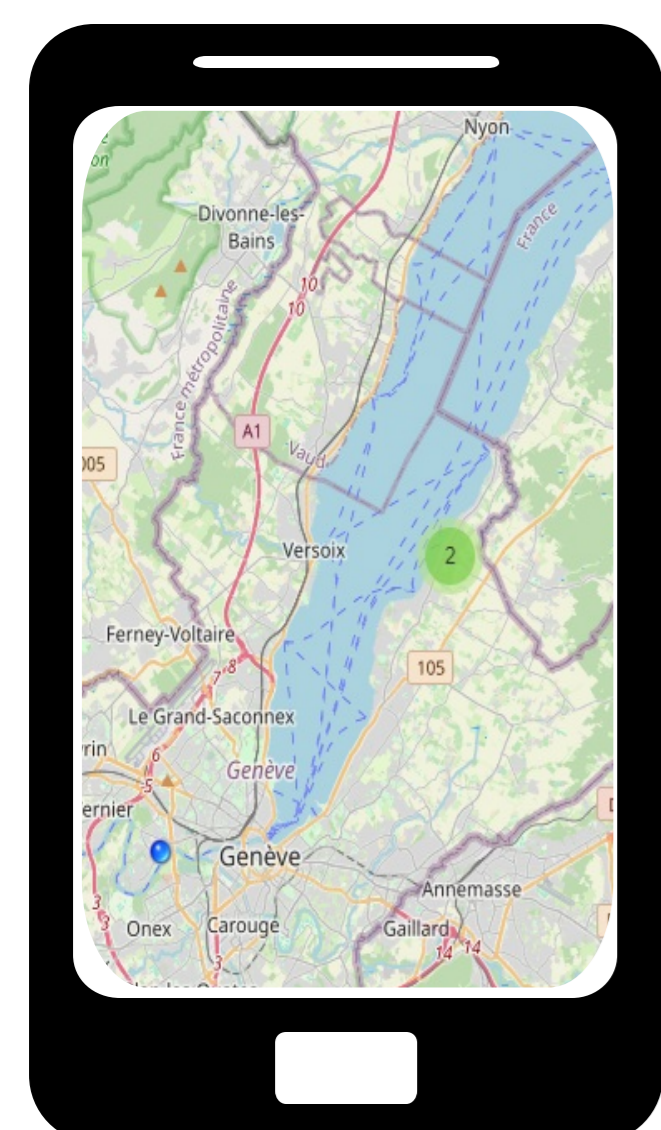 Nyon
Divonne-les-
Bains
France
10
10
France métropolitaine
A1
Vaud
005
Versoix
2
Ferney-Voltaire
105
8
7
Le Grand-Saconnex
6
Genève
5
Genève
Annemasse
3
3
Onex
Carouge
Gaillard
14
14
3